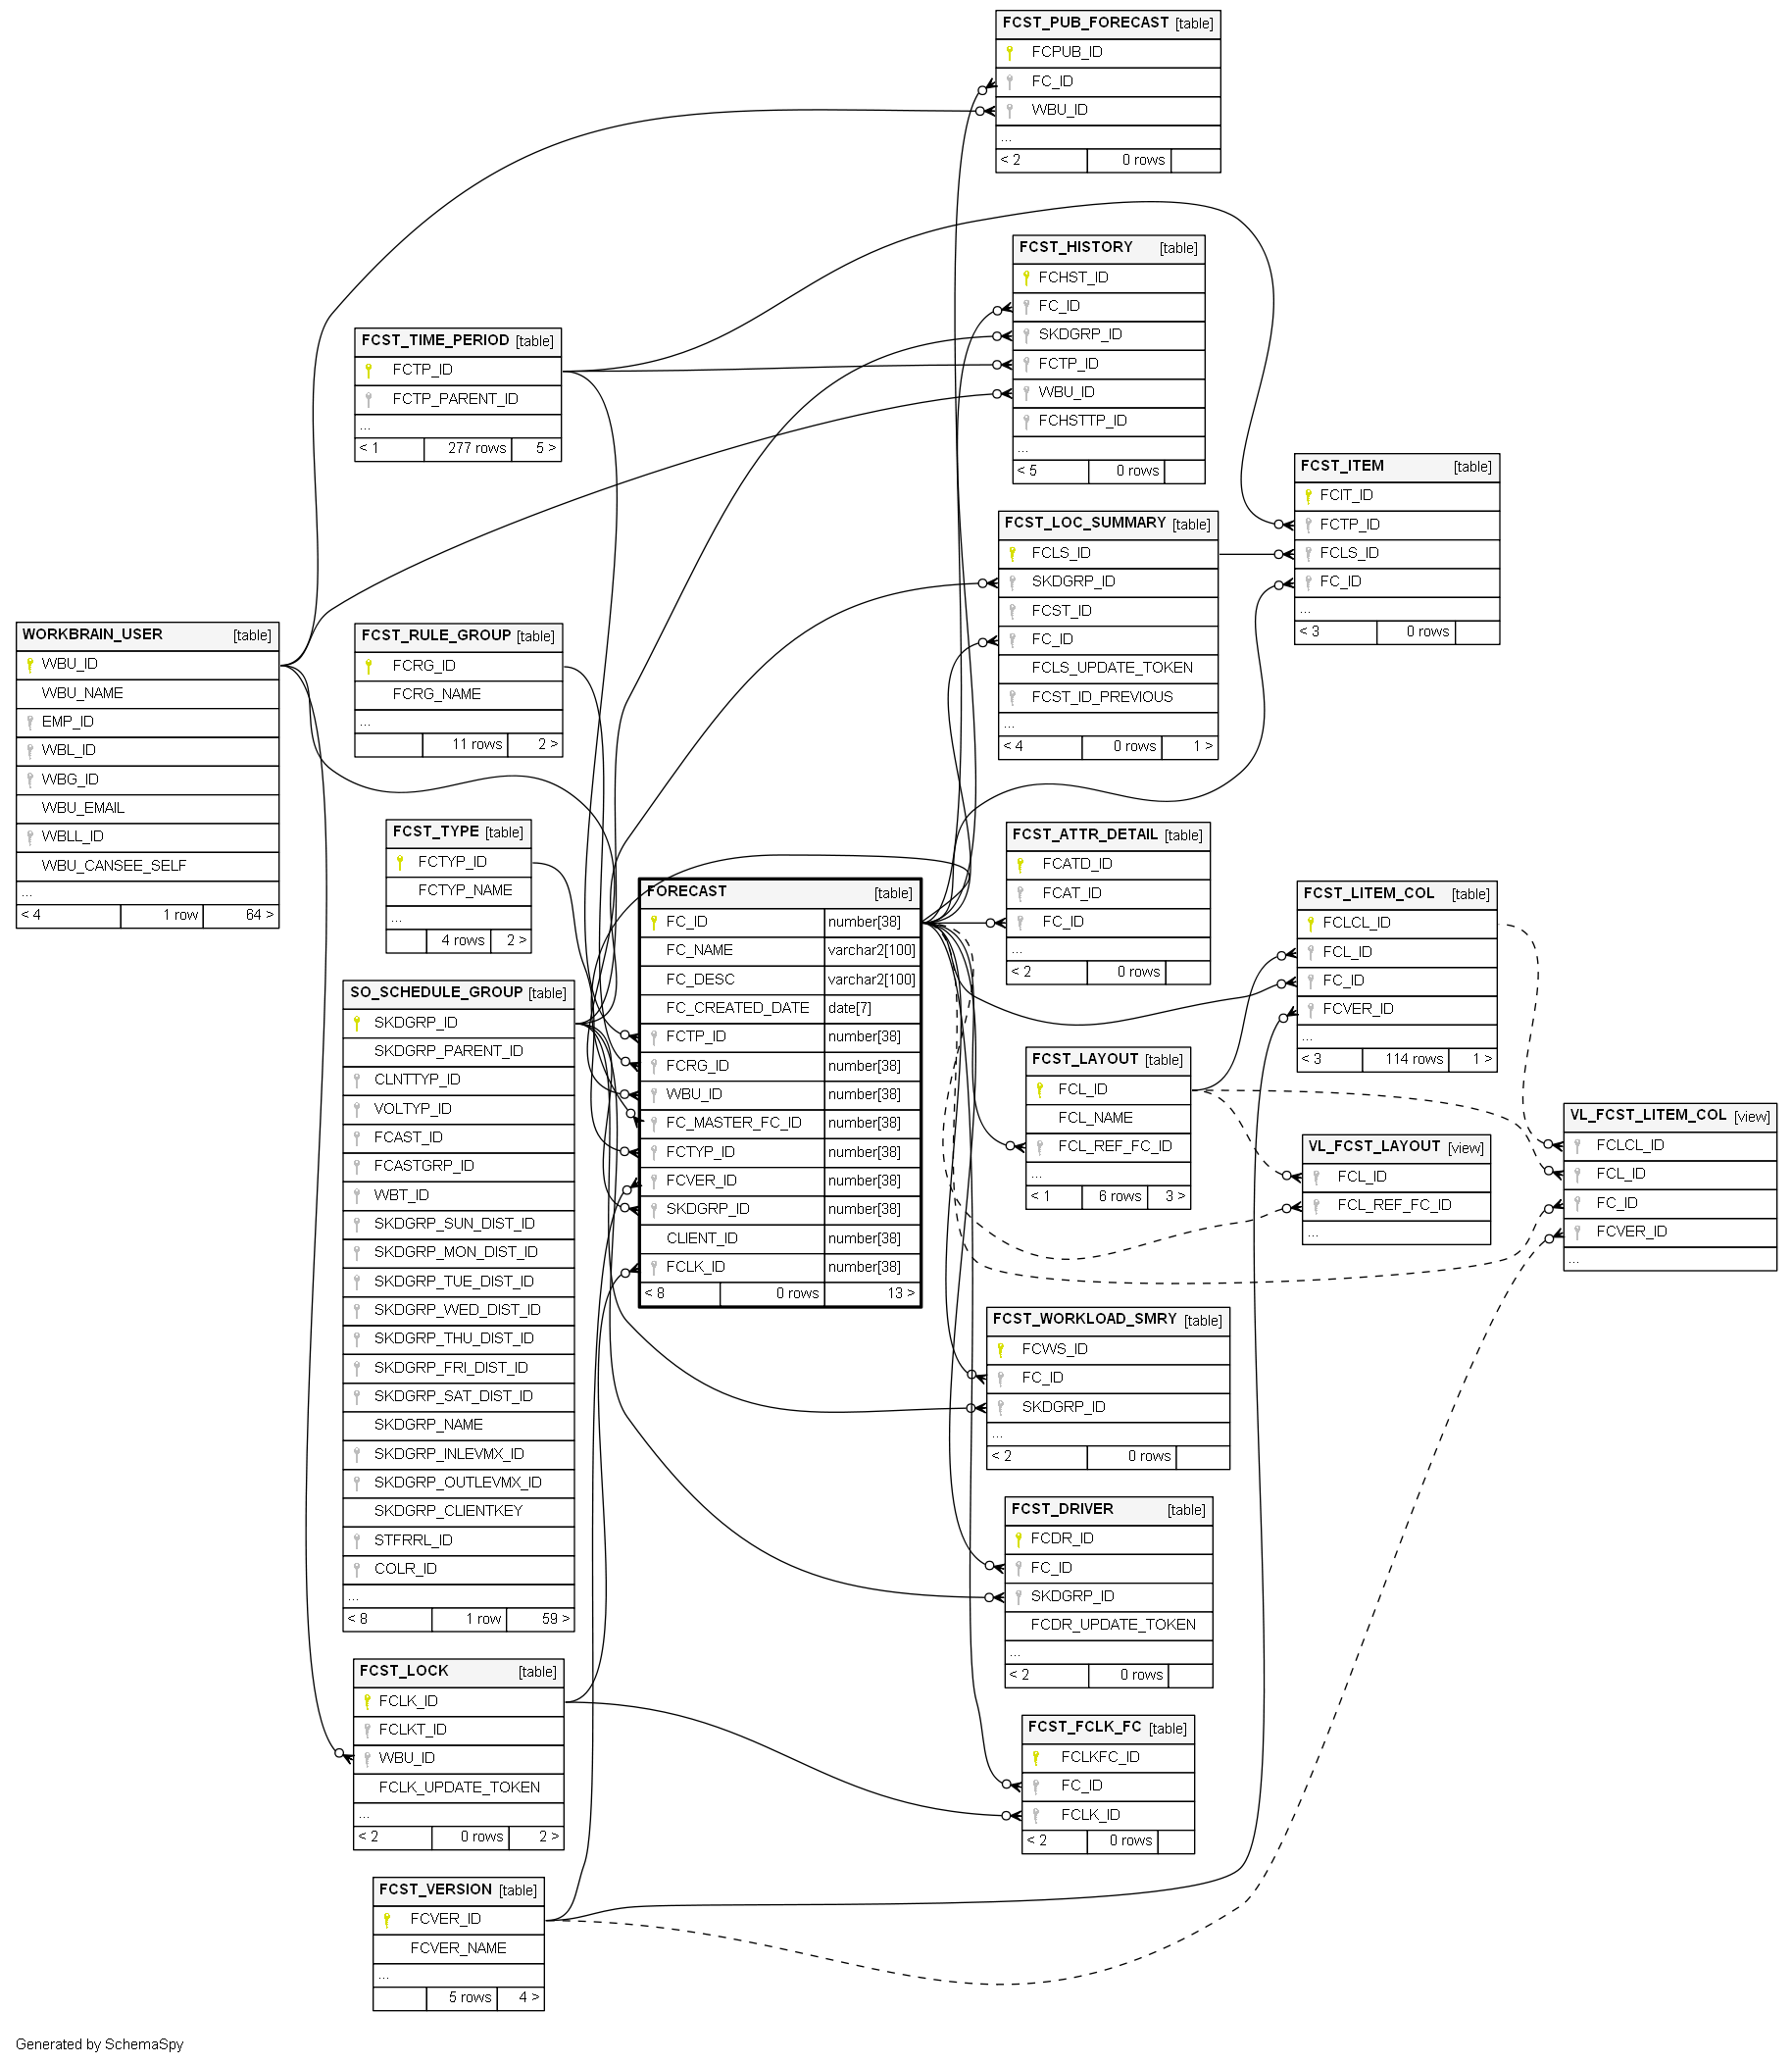 FCST_PUB_FORECAST [table]
FCPUB_ID
FC_ID
WBU_ID
...
< 2 0 rows
FCST_HISTORY [table]
FCHST_ID
FC_ID
SKDGRP_ID
FCTP_ID
WBU_ID
FCHSTTP_ID
...
< 5 0 rows
FCST_TIME_PERIOD [table]
FCTP_ID
FCTP_PARENT_ID
...
< 1 277 rows 5 >
FCST_ITEM [table]
FCIT_ID
FCTP_ID
FCLS_ID
FC_ID
...
< 3 0 rows
FCST_LOC_SUMMARY [table]
FCLS_ID
SKDGRP_ID
FCST_ID
FC_ID
FCLS_UPDATE_TOKEN
FCST_ID_PREVIOUS
...
< 4 0 rows 1 >
WORKBRAIN_USER [table]
WBU_ID
WBU_NAME
EMP_ID
WBL_ID
WBG_ID
WBU_EMAIL
WBLL_ID
WBU_CANSEE_SELF
...
< 4 1 row 64 >
FCST_RULE_GROUP [table]
FCRG_ID
FCRG_NAME
...
11 rows 2 >
FCST_TYPE [table]
FCTYP_ID
FCTYP_NAME
...
4 rows 2 >
FORECAST [table]
FC_ID number[38]
FC_NAME varchar2[100]
FC_DESC varchar2[100]
FC_CREATED_DATE date[7]
FCTP_ID number[38]
FCRG_ID number[38]
WBU_ID number[38]
FC_MASTER_FC_ID number[38]
FCTYP_ID number[38]
FCVER_ID number[38]
SKDGRP_ID number[38]
CLIENT_ID number[38]
FCLK_ID number[38]
< 8 0 rows 13 >
FCST_ATTR_DETAIL [table]
FCATD_ID
FCAT_ID
FC_ID
...
< 2 0 rows
FCST_LITEM_COL [table]
FCLCL_ID
FCL_ID
FC_ID
FCVER_ID
...
< 3 114 rows 1 >
SO_SCHEDULE_GROUP [table]
SKDGRP_ID
SKDGRP_PARENT_ID
CLNTTYP_ID
VOLTYP_ID
FCAST_ID
FCASTGRP_ID
WBT_ID
SKDGRP_SUN_DIST_ID
SKDGRP_MON_DIST_ID
SKDGRP_TUE_DIST_ID
SKDGRP_WED_DIST_ID
SKDGRP_THU_DIST_ID
SKDGRP_FRI_DIST_ID
SKDGRP_SAT_DIST_ID
SKDGRP_NAME
SKDGRP_INLEVMX_ID
SKDGRP_OUTLEVMX_ID
SKDGRP_CLIENTKEY
STFRRL_ID
COLR_ID
...
< 8 1 row 59 >
FCST_LAYOUT [table]
FCL_ID
FCL_NAME
FCL_REF_FC_ID
...
< 1 6 rows 3 >
VL_FCST_LAYOUT [view]
FCL_ID
FCL_REF_FC_ID
...
VL_FCST_LITEM_COL [view]
FCLCL_ID
FCL_ID
FC_ID
FCVER_ID
...
FCST_WORKLOAD_SMRY [table]
FCWS_ID
FC_ID
SKDGRP_ID
...
< 2 0 rows
FCST_DRIVER [table]
FCDR_ID
FC_ID
SKDGRP_ID
FCDR_UPDATE_TOKEN
...
< 2 0 rows
FCST_LOCK [table]
FCLK_ID
FCLKT_ID
WBU_ID
FCLK_UPDATE_TOKEN
...
< 2 0 rows 2 >
FCST_FCLK_FC [table]
FCLKFC_ID
FC_ID
FCLK_ID
< 2 0 rows
FCST_VERSION [table]
FCVER_ID
FCVER_NAME
...
5 rows 4 >
Generated by SchemaSpy